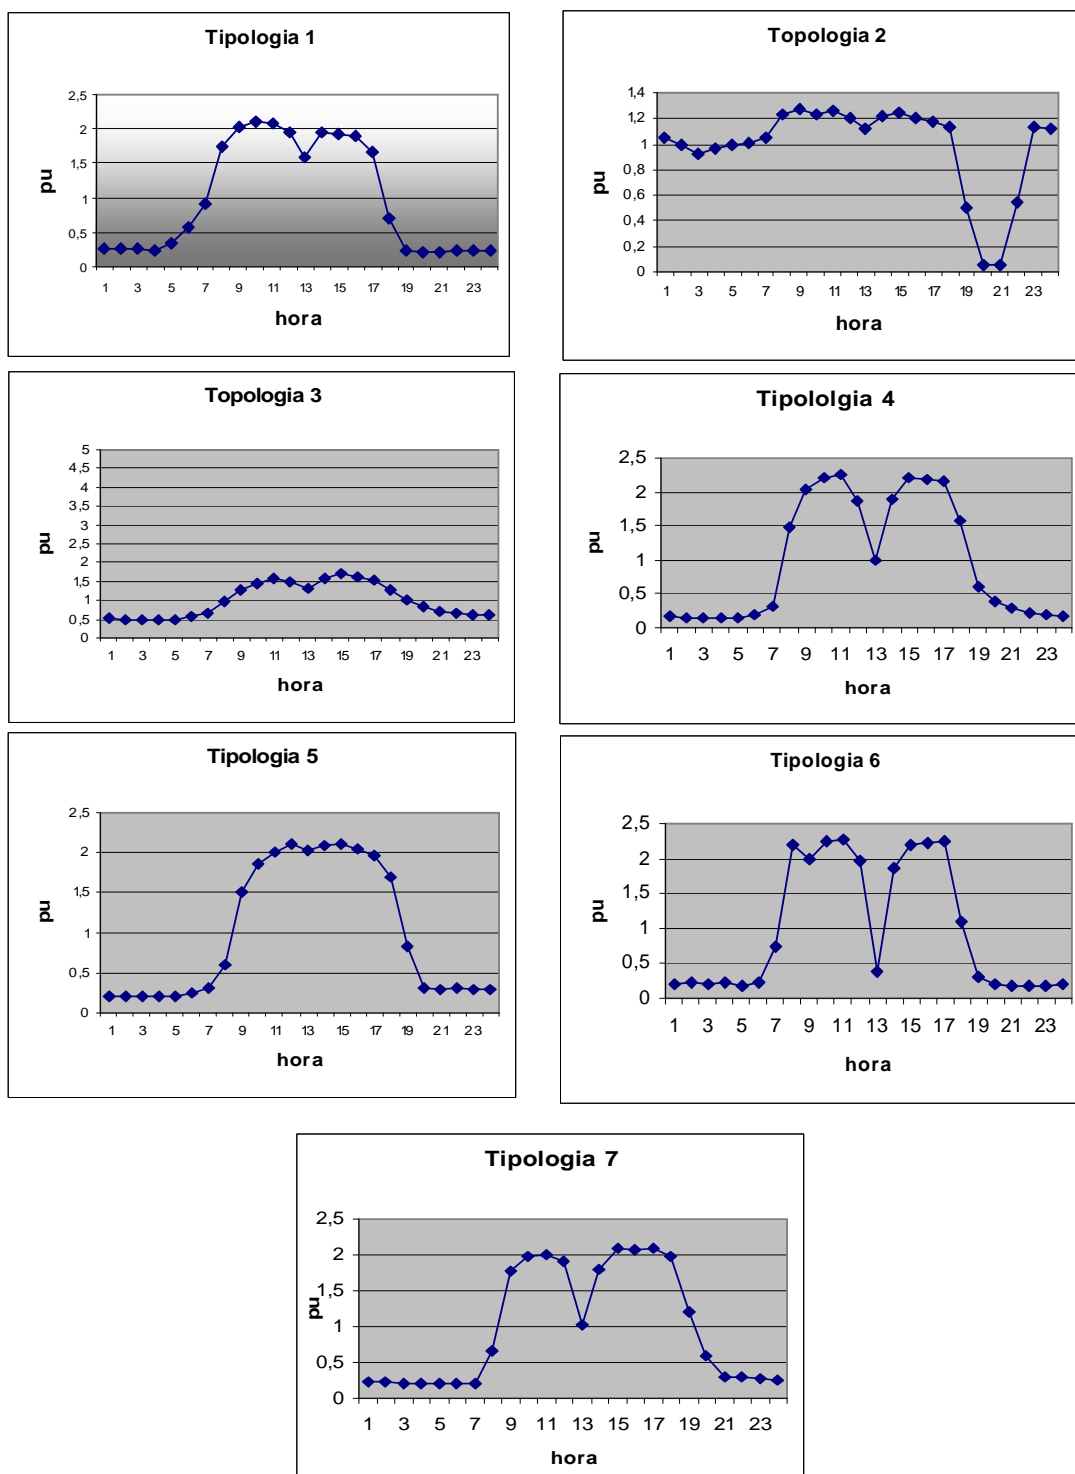 Tipologia 1
2,5
2
1,5
1
0,5
0
pu
1 3 5 7 9 11 13 15 17 19 21 23
hora
Topologia 2
1,4
1,2
1
0,8
0,6
0,4
0,2
0
pu
1 3 5 7 9 11 13 15 17 19 21 23
hora
Topologia 3
5
4,5
4
3,5
3
2,5
2
1,5
1
0,5
0
pu
1 3 5 7 9 11 13 15 17 19 21 23
hora
Tipololgia 4
2,5
2
1,5
1
0,5
0
pu
1 3 5 7 9 11 13 15 17 19 21 23
hora
Tipologia 5
2,5
2
1,5
1
0,5
0
pu
1 3 5 7 9 11 13 15 17 19 21 23
hora
Tipologia 6
2,5
2
1,5
1
0,5
0
pu
1 3 5 7 9 11 13 15 17 19 21 23
hora
Tipologia 7
2,5
2
1,5
1
0,5
0
pu
1 3 5 7 9 11 13 15 17 19 21 23
hora